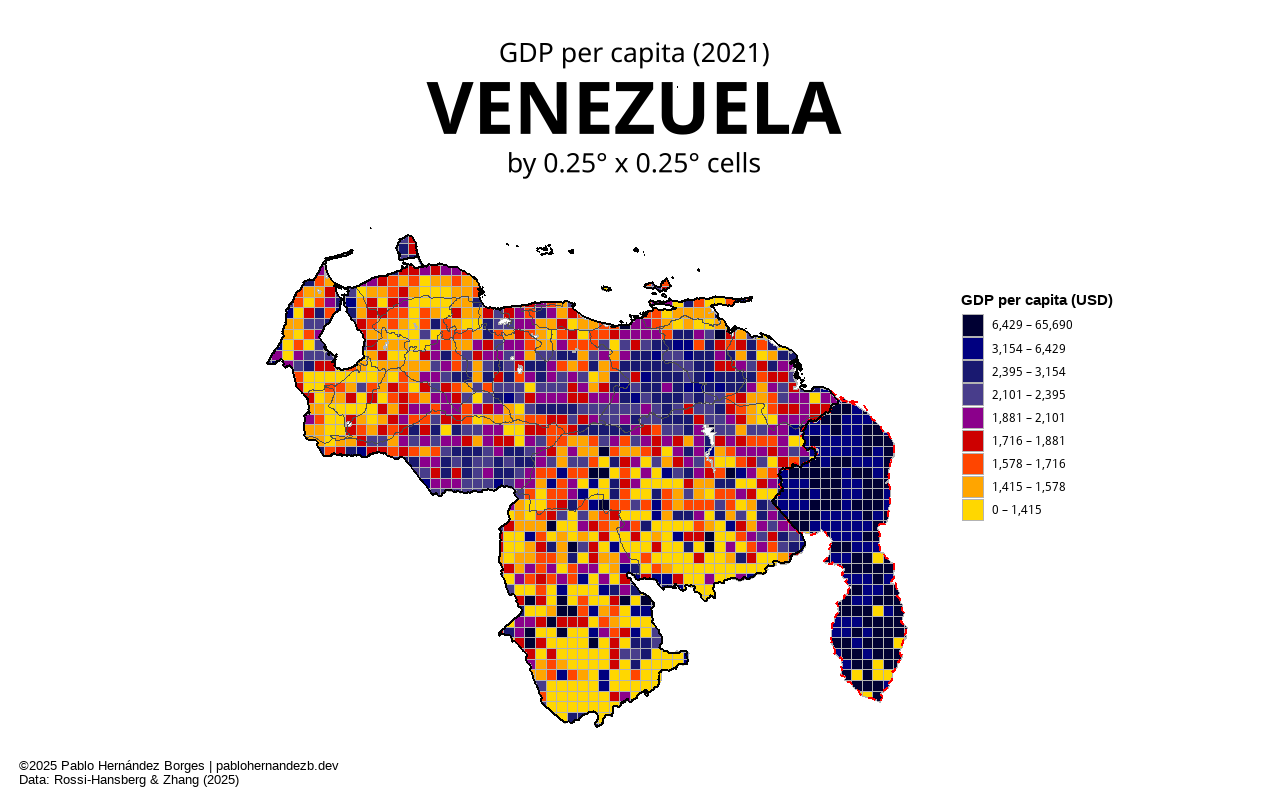 GDP per capita (2021)
VENEZUELA
by 0.25° x 0.25° cells
GDP per capita (USD)
6,429 – 65,690
3,154 – 6,429
2,395 – 3,154
2,101 – 2,395
1,881 – 2,101
1,716 – 1,881
1,578 – 1,716
1,415 – 1,578
0 – 1,415
©2025 Pablo Hernández Borges | pablohernandezb.dev
Data: Rossi-Hansberg & Zhang (2025)